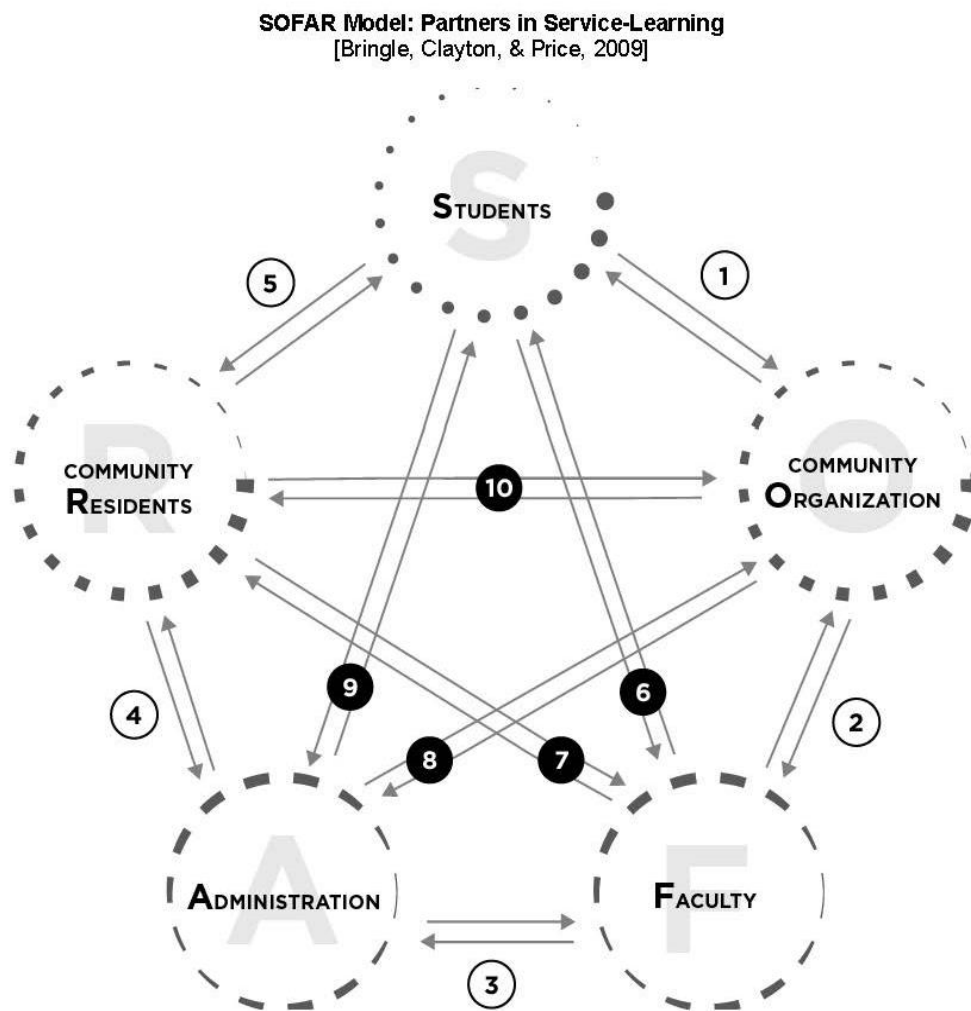 SOFAR Model: Partners in Service-Learning
[Bringle, Clayton, & Price, 2009]
S
STUDENTS
5
1
R
COMMUNITY
RESIDENTS
10
O
COMMUNITY
ORGANIZATION
4
9
6
2
8
7
A
ADMINISTRATION
F
FACULTY
3